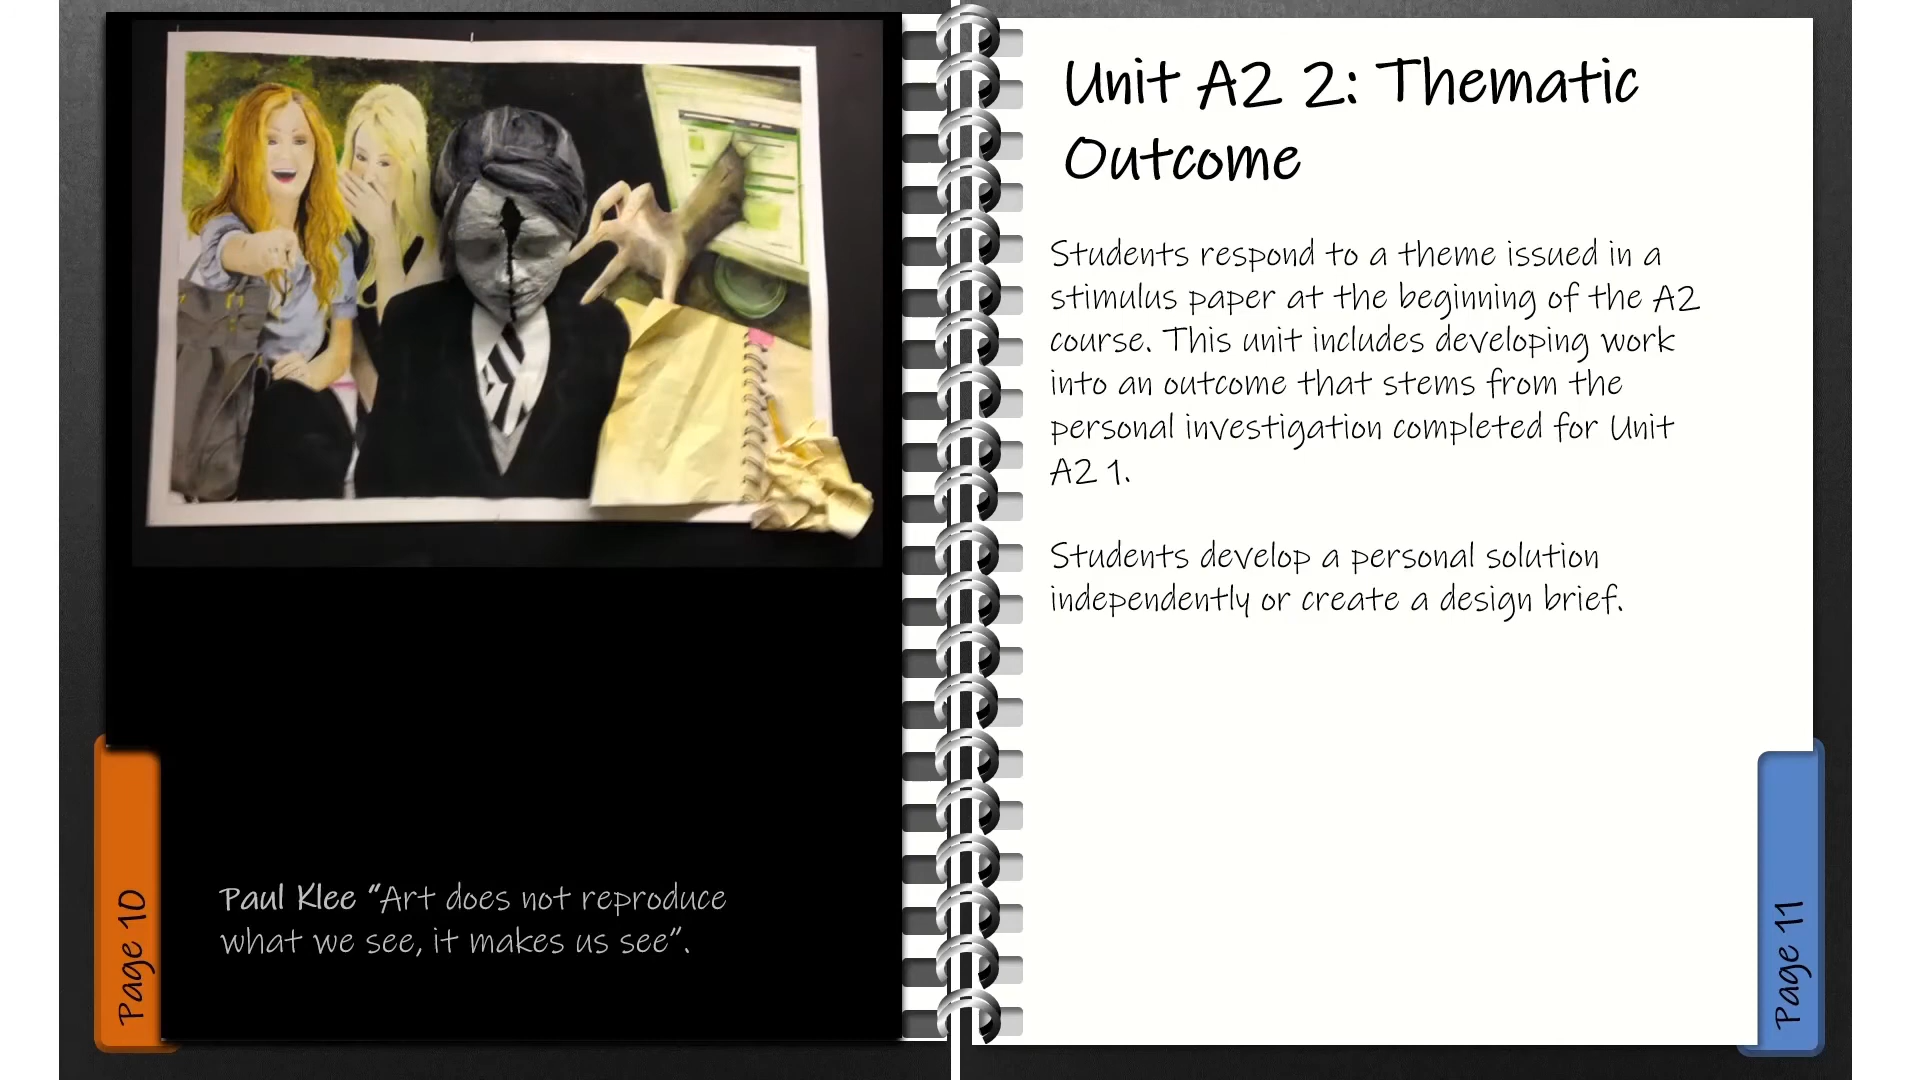 Paul Klee “Art does not reproduce
what we see, it makes us see”.
Page 10
Unit A2 2: Thematic
Outcome
Students respond to a theme issued in a
stimulus paper at the beginning of the A2
course. This unit includes developing work
into an outcome that stems from the
personal investigation completed for Unit
A2 1.
Students develop a personal solution
independently or create a design brief.
Page 11